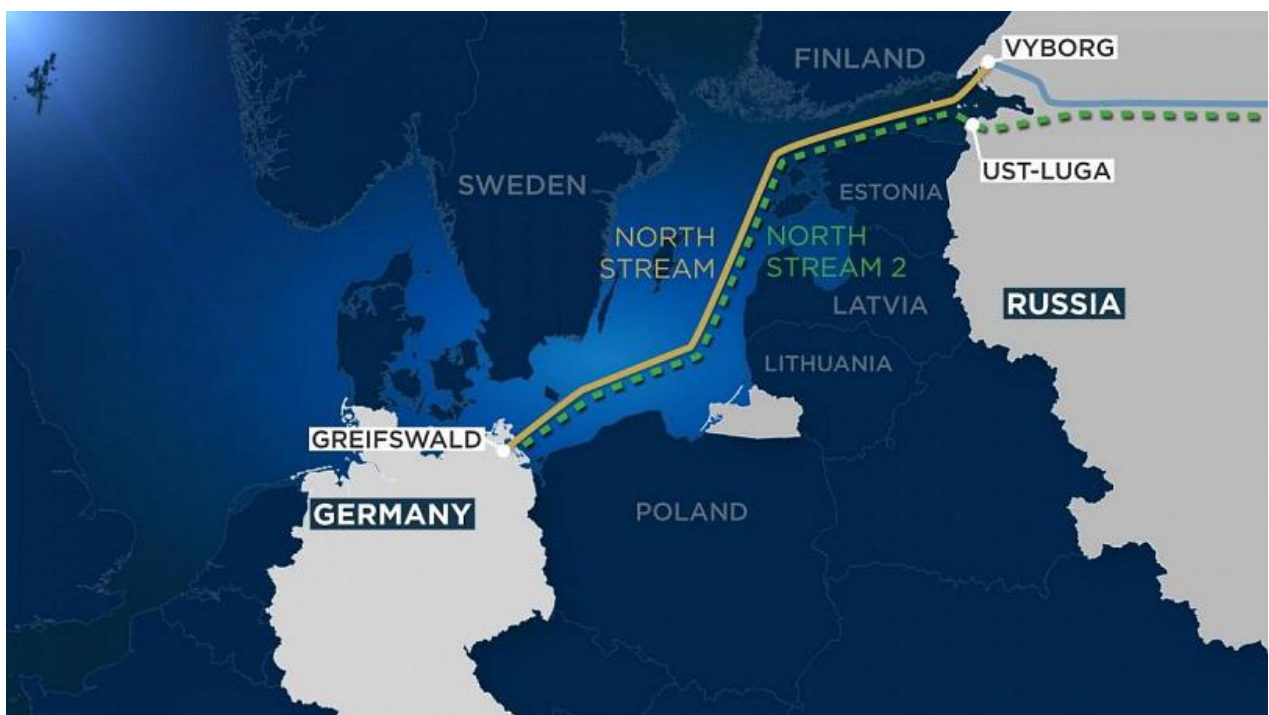 VYBORG
FINLAND
UST-LUGA
SWEDEN
ESTONIA
NORTH
STREAM
NORTH
STREAM 2
LATVIA
RUSSIA
LITHUANIA
GREIFSWALD
GERMANY
POLAND